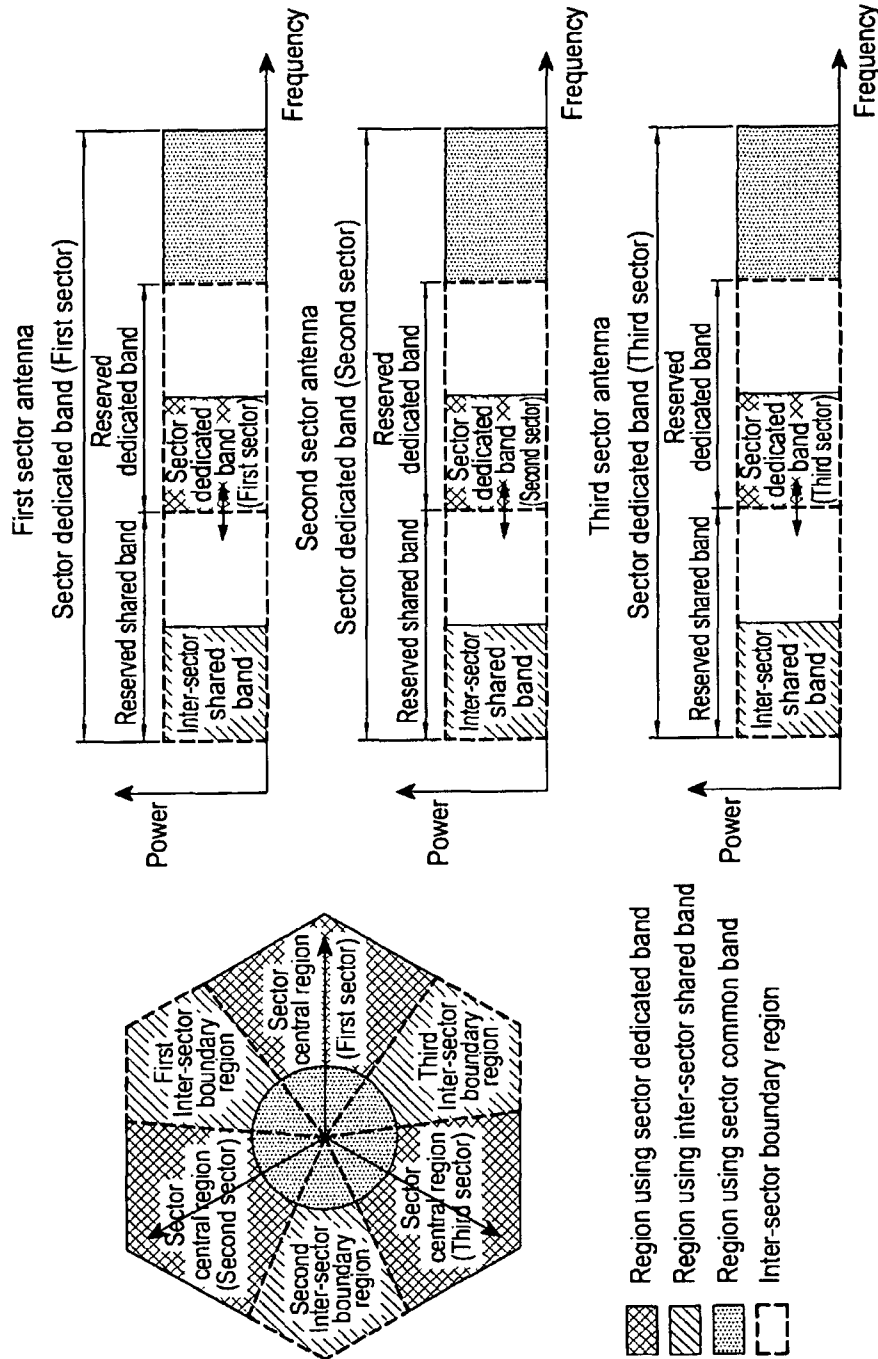 First
Inter-sector
boundary
region
Sector
central region
(Second sector)
Sector
central region
(First sector)
Second
Inter-sector
boundary
region
Sector
central region
(Third sector)
Third
Inter-sector
boundary
region
Region using sector dedicated band
Region using inter-sector shared band
Region using sector common band
Inter-sector boundary region
First sector antenna
Sector dedicated band (First sector)
Reserved shared band
Reserved
dedicated band
Power
Inter-sector
shared
band
Sector
dedicated
band
(First sector)
Frequency
Second sector antenna
Sector dedicated band (Second sector)
Reserved shared band
Reserved
dedicated band
Power
Inter-sector
shared
band
Sector
dedicated
band
(Second sector)
Frequency
Third sector antenna
Sector dedicated band (Third sector)
Reserved shared band
Reserved
dedicated band
Power
Inter-sector
shared
band
Sector
dedicated
band
(Third sector)
Frequency